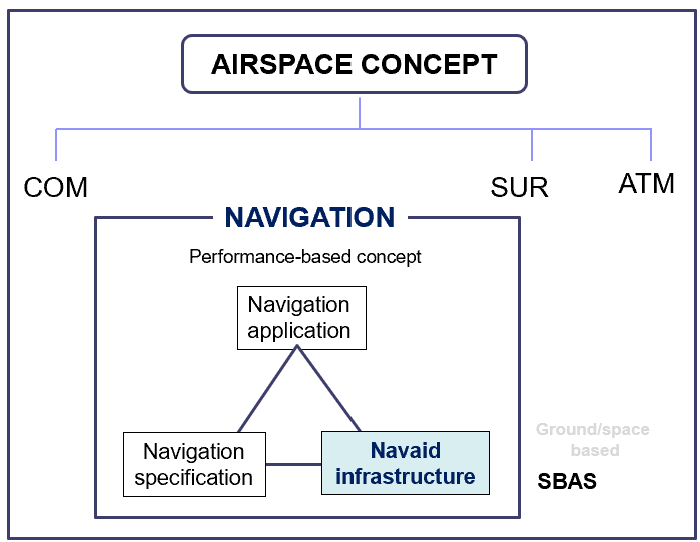 AIRSPACE CONCEPT
COM
SUR
ATM
NAVIGATION
Performance-based concept
Navigation
application
Navigation
specification
Navaid
infrastructure
Ground/space
based
SBAS